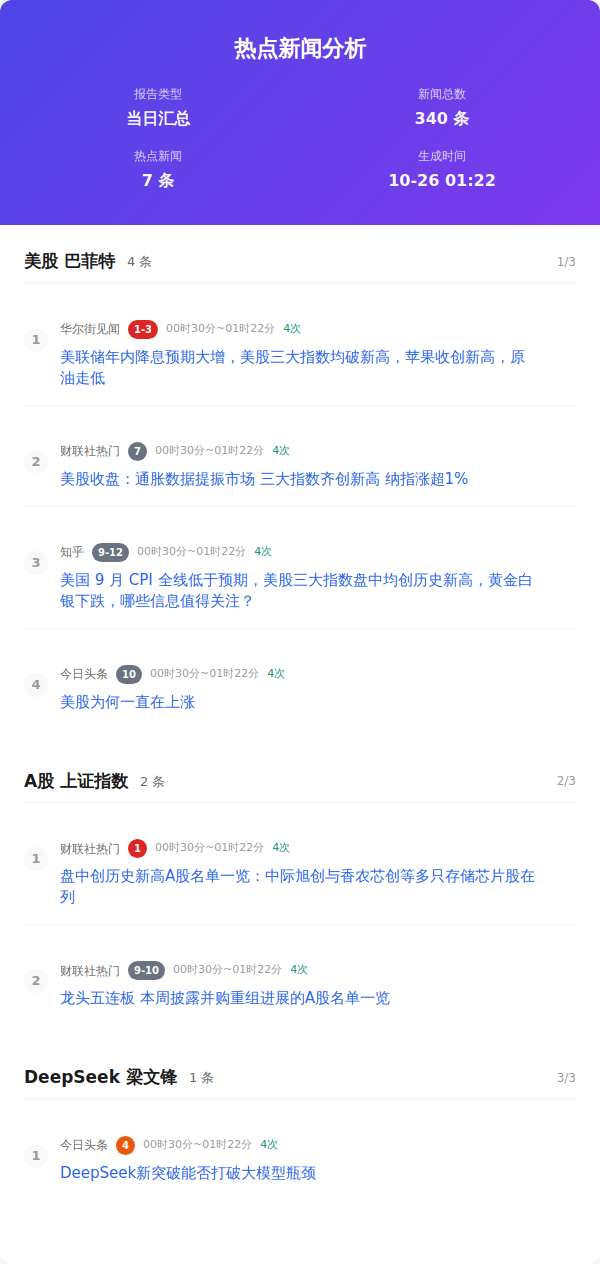 热点新闻分析
报告类型
新闻总数
当日汇总
340 条
热点新闻
生成时间
7 条
10-26 01:22
美股 巴菲特 4 条 1/3
1 华尔街见闻 1-3 00时30分~01时22分 4次
美联储年内降息预期大增，美股三大指数均破新高，苹果收创新高，原
油走低
2 财联社热门 7 00时30分~01时22分 4次
美股收盘：通胀数据提振市场 三大指数齐创新高 纳指涨超1%
3 知乎 9-12 00时30分~01时22分 4次
美国 9 月 CPI 全线低于预期，美股三大指数盘中均创历史新高，黄金白
银下跌，哪些信息值得关注？
4 今日头条 10 00时30分~01时22分 4次
美股为何一直在上涨
A股 上证指数 2 条 2/3
1 财联社热门 1 00时30分~01时22分 4次
盘中创历史新高A股名单一览：中际旭创与香农芯创等多只存储芯片股在
列
2 财联社热门 9-10 00时30分~01时22分 4次
龙头五连板 本周披露并购重组进展的A股名单一览
DeepSeek 梁文锋 1 条 3/3
1 今日头条 4 00时30分~01时22分 4次
DeepSeek新突破能否打破大模型瓶颈